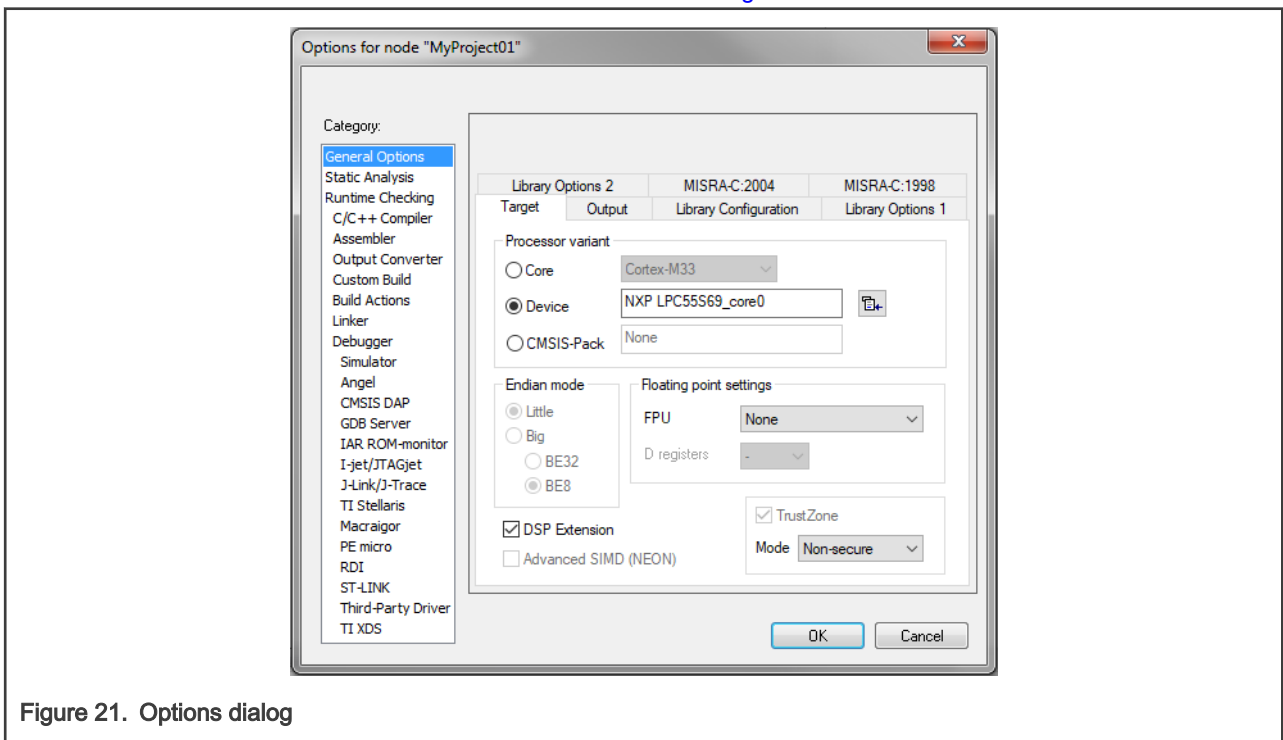 Options for node "MyProject01"
Category:
General Options
Static Analysis
Runtime Checking
C/C++ Compiler
Assembler
Output Converter
Custom Build
Build Actions
Linker
Debugger
Simulator
Angel
CMSIS DAP
GDB Server
IAR ROM-monitor
I-jet/JTAGjet
J-Link/J-Trace
TI Stellaris
Macraigor
PE micro
RDI
ST-LINK
Third-Party Driver
TI XDS
Library Options 2 MISRA-C:2004 MISRA-C:1998
Target Output Library Configuration Library Options 1
Processor variant
Core Cortex-M33
Device NXP LPC55S69_core0
CMSIS-Pack None
Endian mode
Little
Big
BE32
BE8
Floating point settings
FPU None
D registers -
DSP Extension
Advanced SIMD (NEON)
TrustZone
Mode Non-secure
OK Cancel
Figure 21. Options dialog